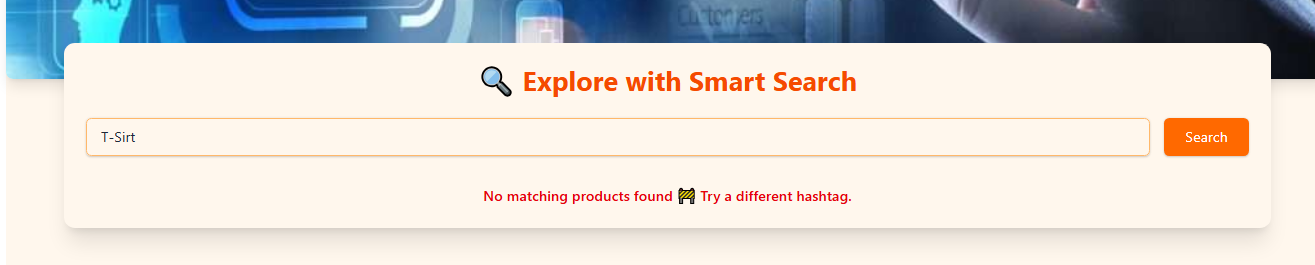 Customers
🔍 Explore with Smart Search
T-Sirt
Search
No matching products found 🚧 Try a different hashtag.